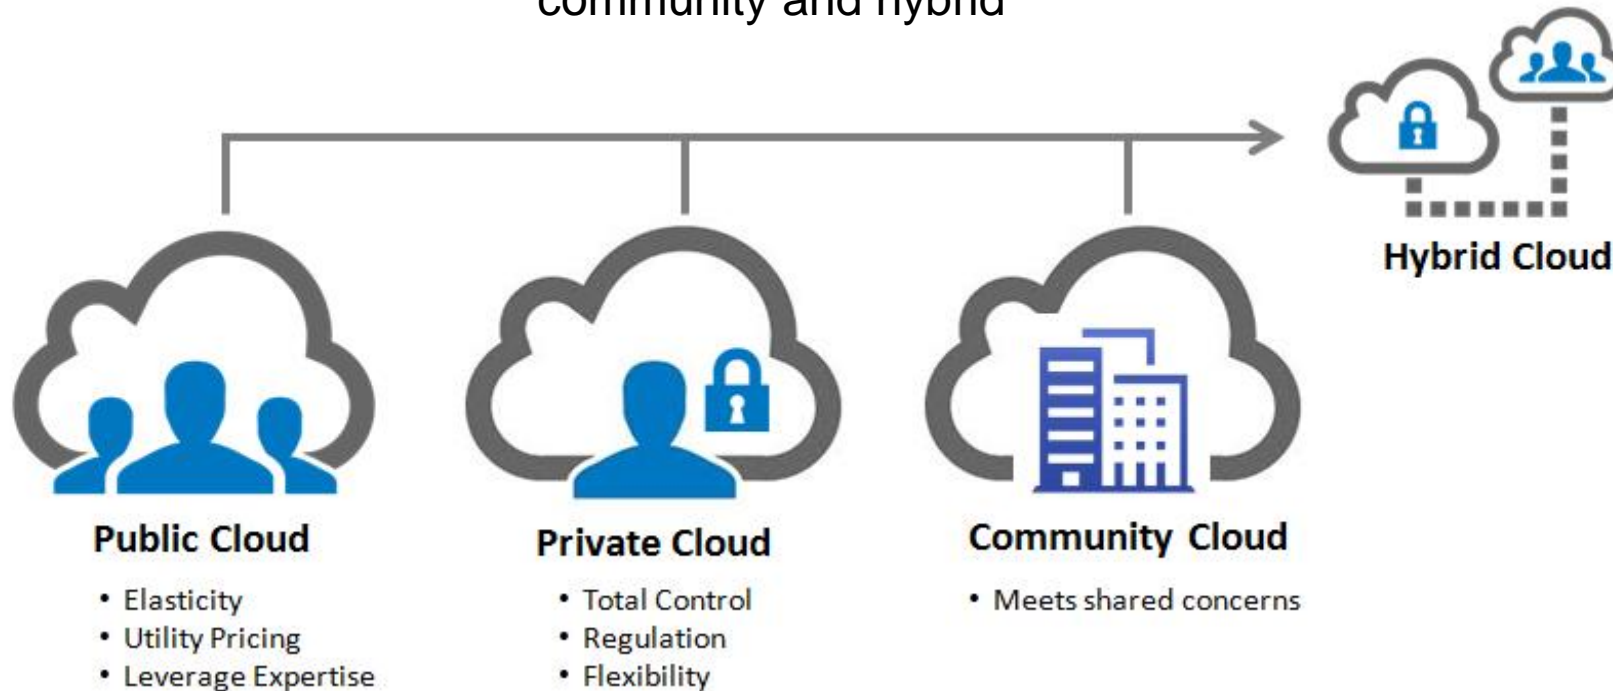 community and hybrid
Hybrid Cloud
Public Cloud
• Elasticity
• Utility Pricing
• Leverage Expertise
Private Cloud
• Total Control
• Regulation
• Flexibility
Community Cloud
• Meets shared concerns